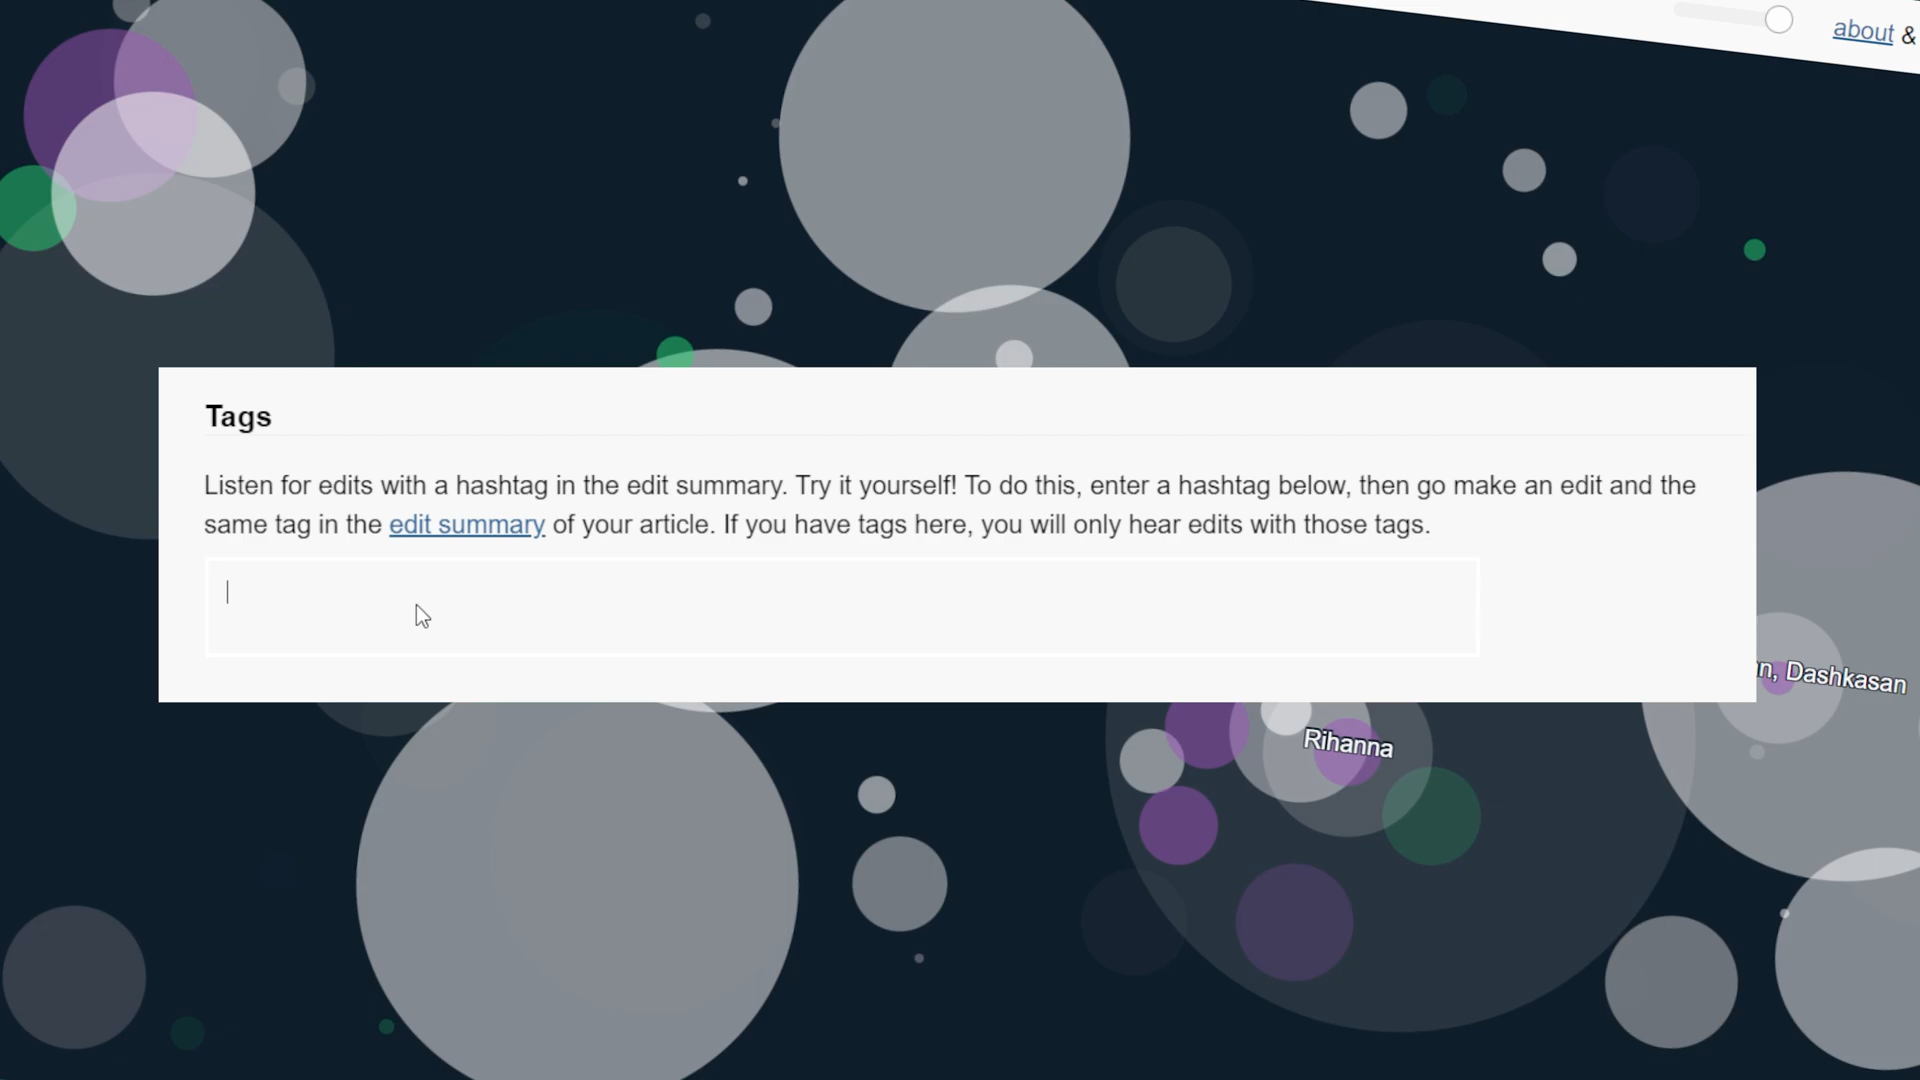 about &
Tags
Listen for edits with a hashtag in the edit summary. Try it yourself! To do this, enter a hashtag below, then go make an edit and the
same tag in the edit summary of your article. If you have tags here, you will only hear edits with those tags.
Dashkasan
Rihanna